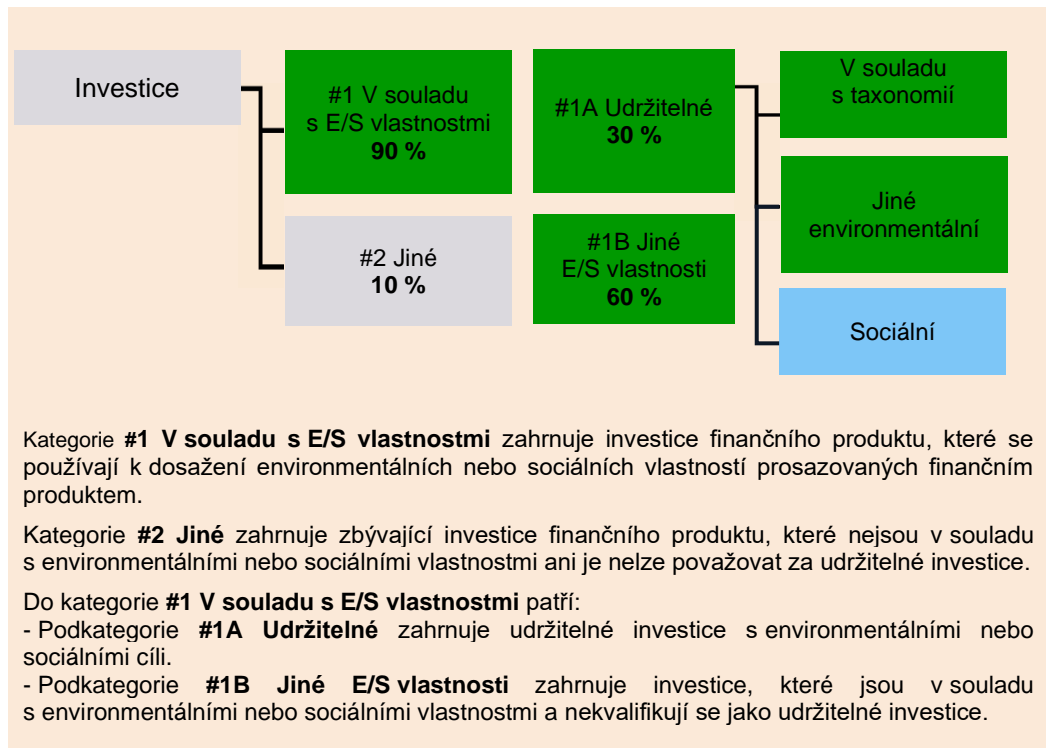 Investice
#1 V souladu
s E/S vlastnostmi
90 %
#2 Jiné
10 %
#1A Udržitelné
30 %
#1B Jiné
E/S vlastnosti
60 %
V souladu
s taxonomií
Jiné
environmentální
Sociální
Kategorie #1 V souladu s E/S vlastnostmi zahrnuje investice finančního produktu, které se
používají k dosažení environmentálních nebo sociálních vlastností prosazovaných finančním
produktem.
Kategorie #2 Jiné zahrnuje zbývající investice finančního produktu, které nejsou v souladu
s environmentálními nebo sociálními vlastnostmi ani je nelze považovat za udržitelné investice.
Do kategorie #1 V souladu s E/S vlastnostmi patří:
- Podkategorie #1A Udržitelné zahrnuje udržitelné investice s environmentálními nebo
sociálními cíli.
- Podkategorie #1B Jiné E/S vlastnosti zahrnuje investice, které jsou v souladu
s environmentálními nebo sociálními vlastnostmi a nekvalifikují se jako udržitelné investice.